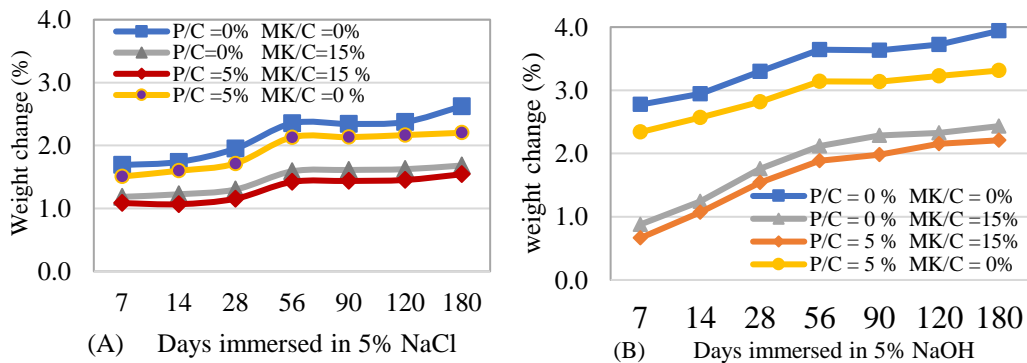 Weight change (%)
4.0
3.0
2.0
1.0
0.0
P/C =0% MK/C =0%
P/C=0% MK/C=15%
P/C =5% MK/C=15 %
P/C =5% MK/C=0 %
7 14 28 56 90 120 180
(A) Days immersed in 5% NaCl
weight change (%)
4.0
3.0
2.0
1.0
0.0
P/C = 0 % MK/C = 0%
P/C = 0 % MK/C = 15%
P/C = 5 % MK/C =15%
P/C = 5 % MK/C = 0%
7 14 28 56 90 120 180
(B) Days immersed in 5% NaOH